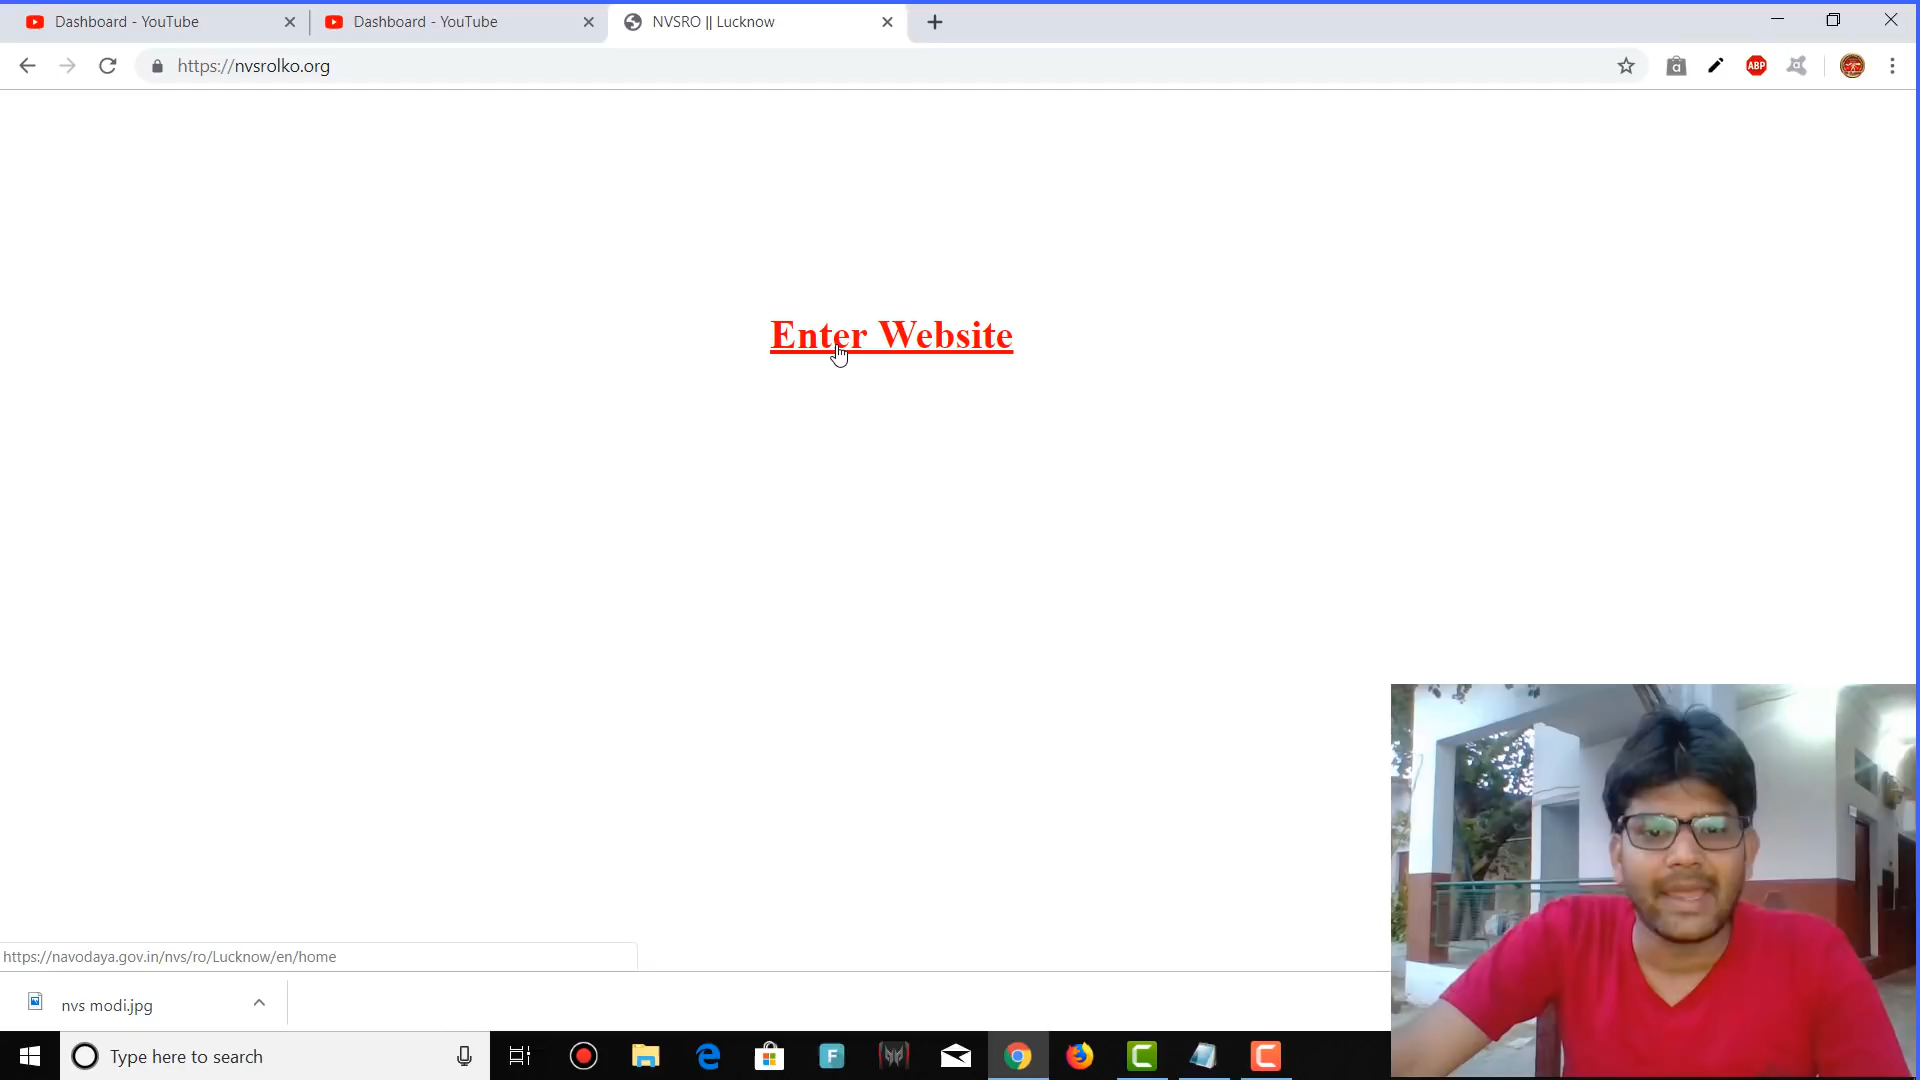 Dashboard - YouTube
Dashboard - YouTube
NVSRO || Lucknow
https://nvsrolko.org
a
ABP
a
Enter Website
https://navodaya.gov.in/nvs/ro/Lucknow/en/home
nvs modi.jpg
Type here to search
F